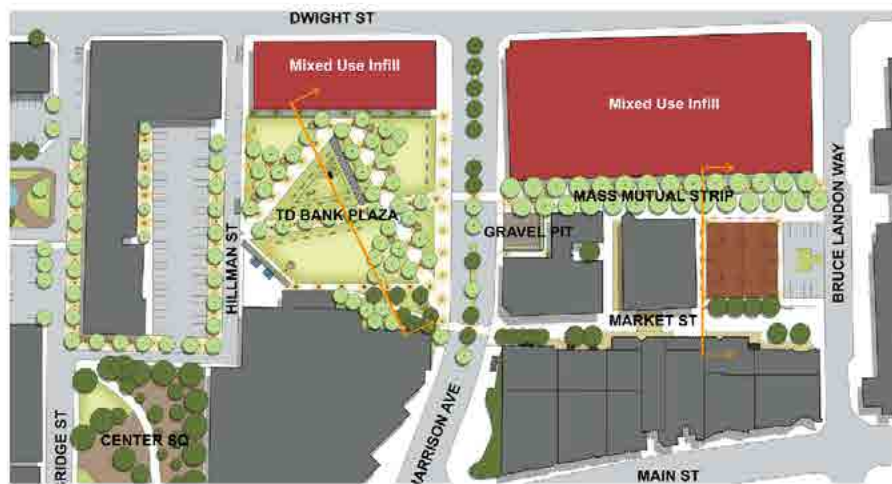 DWIGHT ST
Mixed Use Infill
Mixed Use Infill
MASS MUTUAL STRIP
TD BANK PLAZA
GRAVEL PIT
HILLMAN ST
BRUCE LANDON WAY
MARKET ST
CENTER SQ
BRIDGE ST
HARRISON AVE
MAIN ST